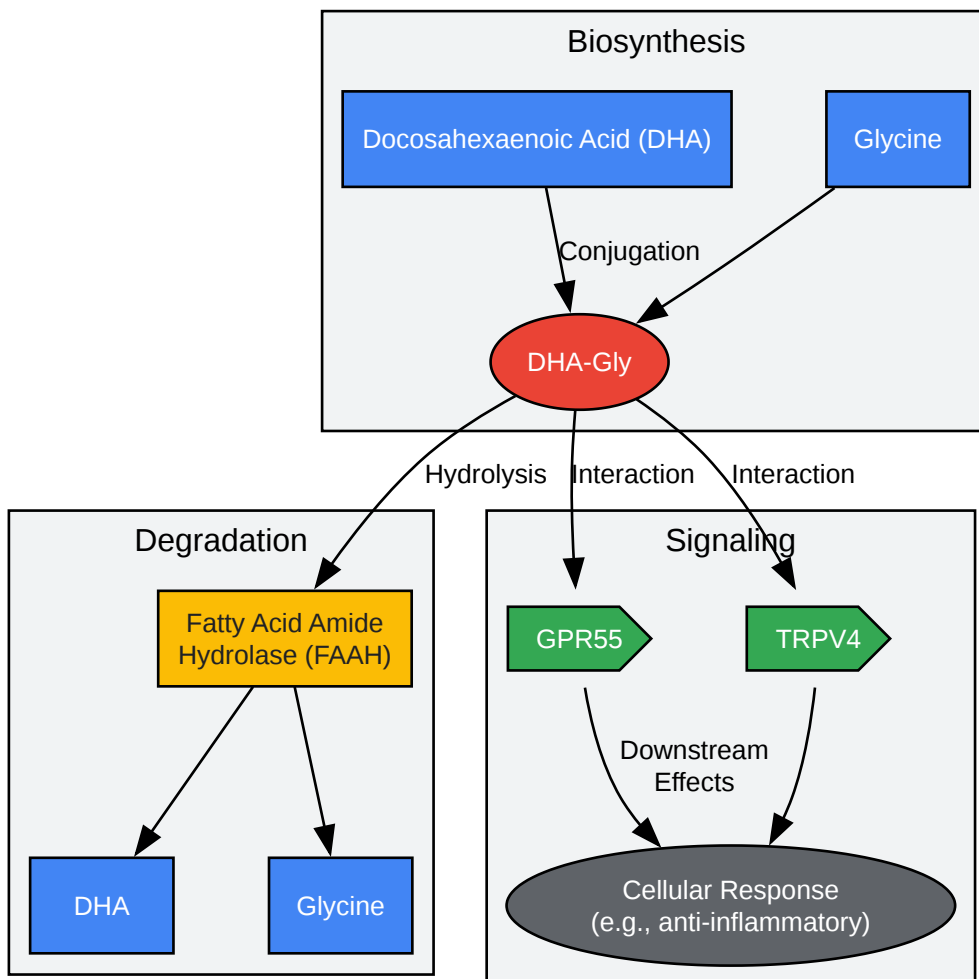 Biosynthesis
Docosahexaenoic Acid (DHA)
Glycine
Conjugation
DHA-Gly
Hydrolysis
Interaction
Interaction
Degradation
Fatty Acid Amide
Hydrolase (FAAH)
DHA
Glycine
Signaling
GPR55
TRPV4
Downstream
Effects
Cellular Response
(e.g., anti-inflammatory)